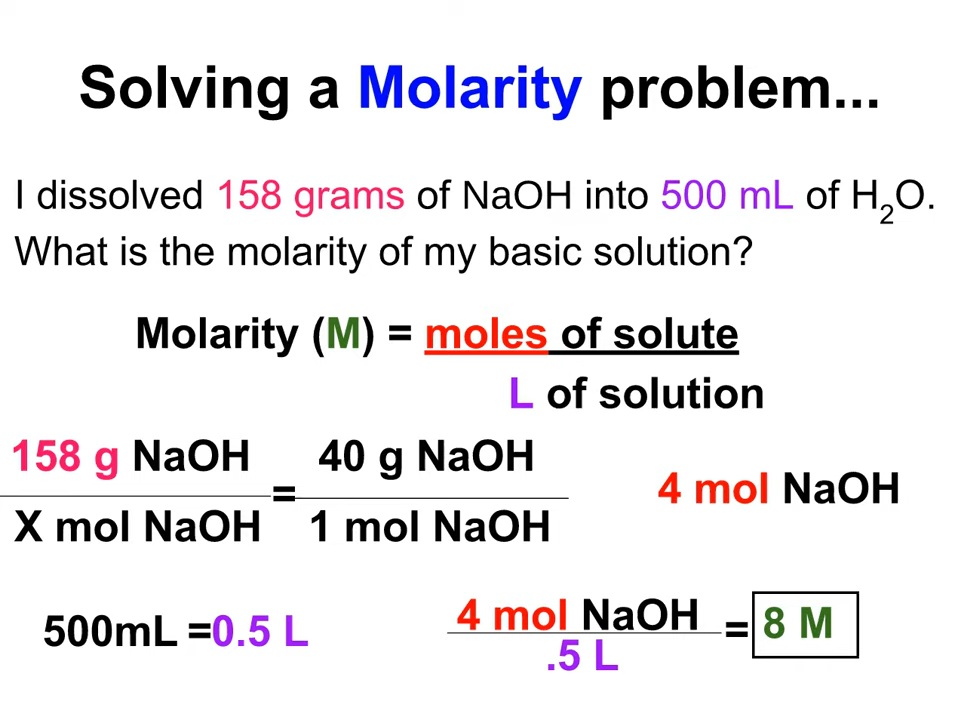 Solving a Molarity problem...
I dissolved 158 grams of NaOH into 500 mL of H₂O.
What is the molarity of my basic solution?
Molarity (M) = moles of solute
L of solution
158 g NaOH = 40 g NaOH
X mol NaOH 1 mol NaOH
4 mol NaOH
500mL =0.5 L
4 mol NaOH = 8 M
.5 L